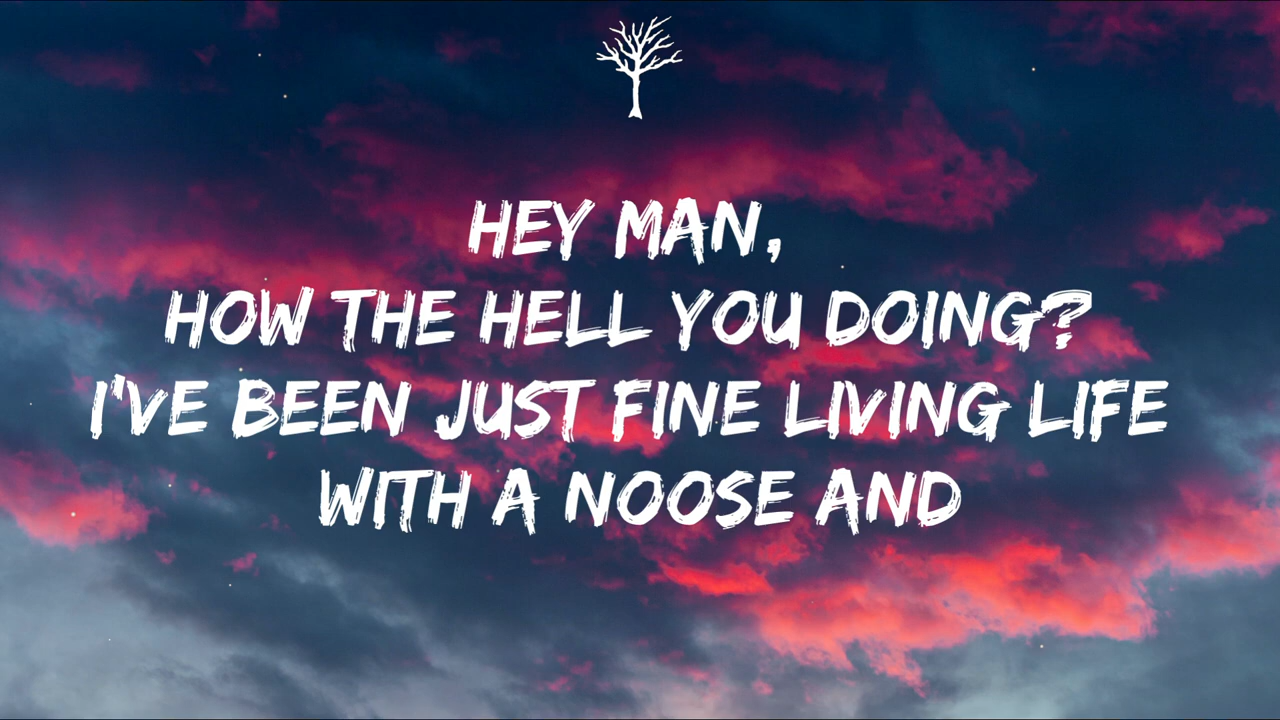 HEY MAN,
HOW THE HELL YOU DOING?
I'VE BEEN JUST FINE LIVING LIFE
WITH A NOOSE AND